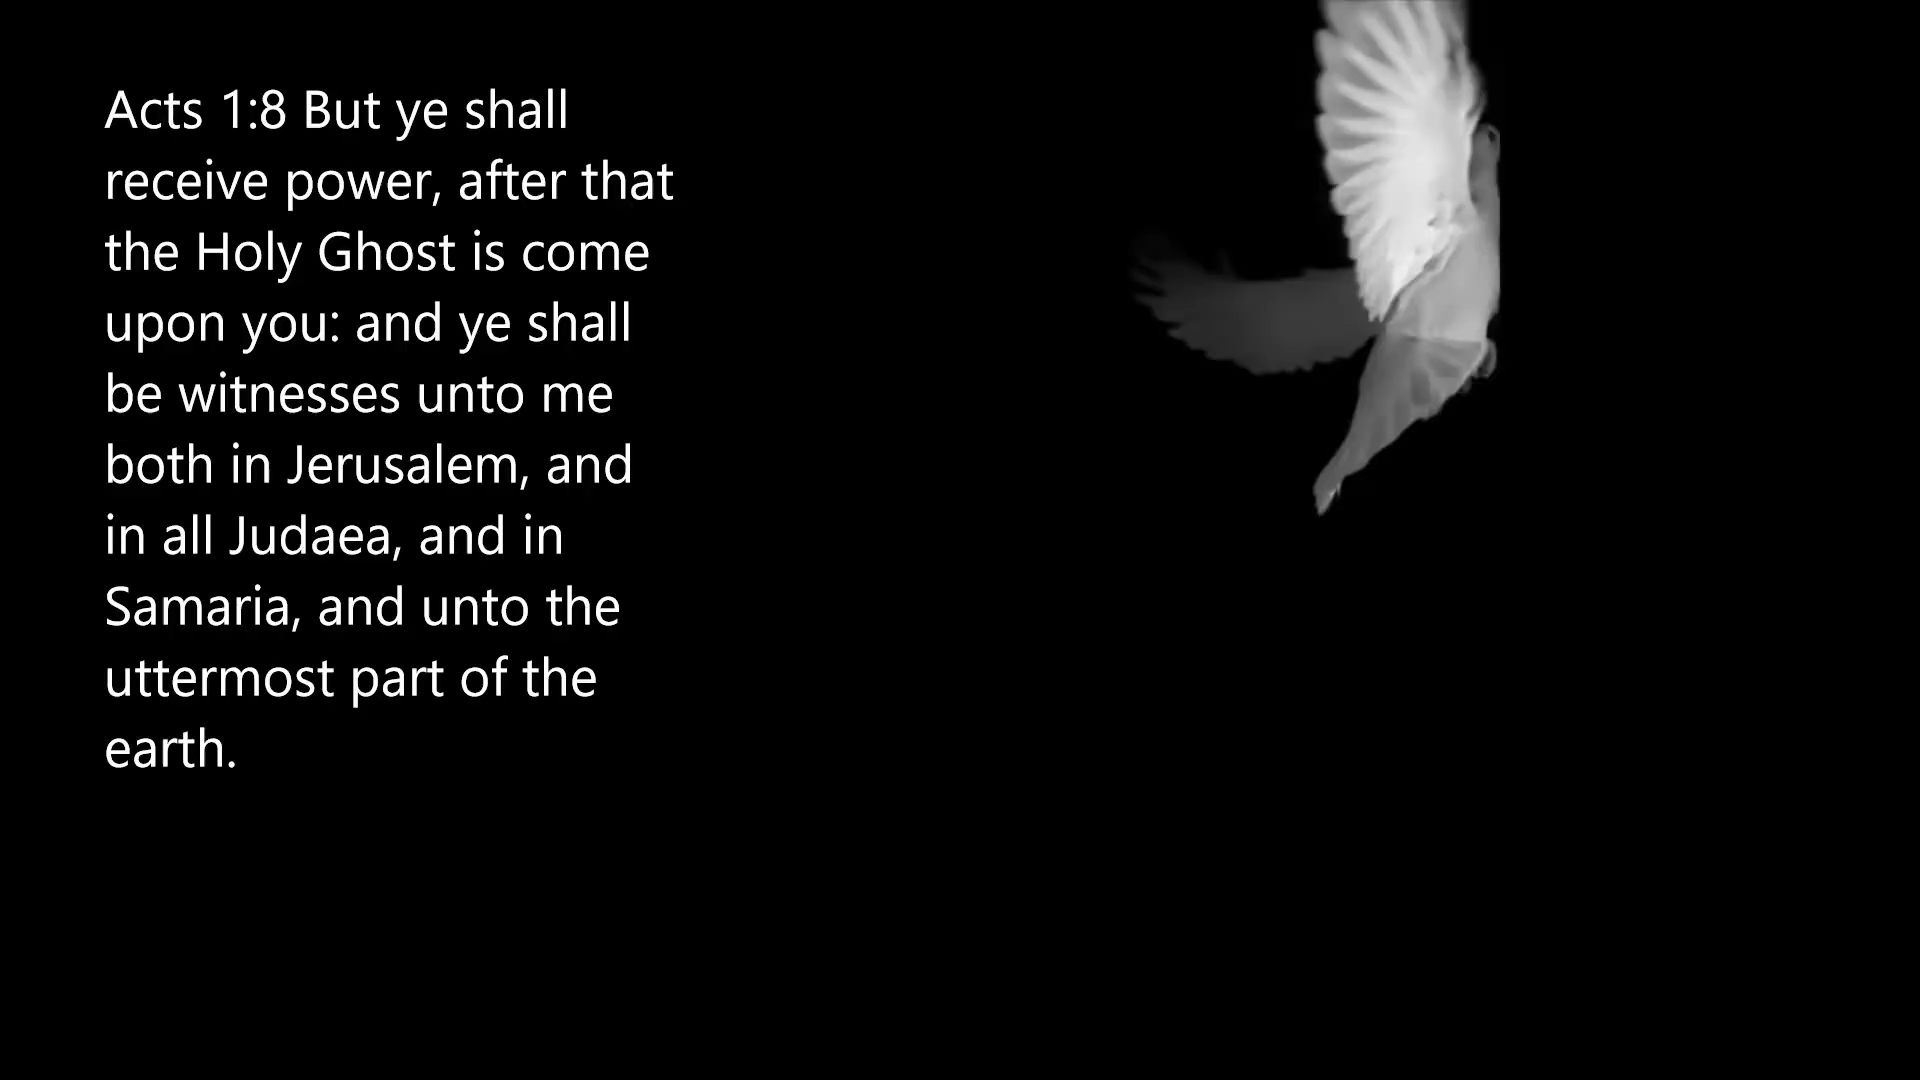 Acts 1:8 But ye shall
receive power, after that
the Holy Ghost is come
upon you: and ye shall
be witnesses unto me
both in Jerusalem, and
in all Judaea, and in
Samaria, and unto the
uttermost part of the
earth.